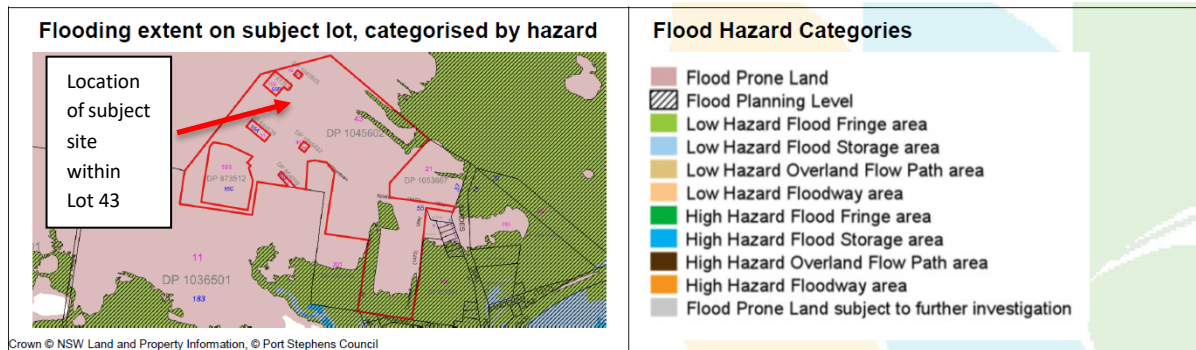 Flooding extent on subject lot, categorised by hazard
Location
of subject
site
within
Lot 43
43
DP 1045602
103
DP 873512
21
DP 1053667
55
11
DP 1036501
183
201
Crown © NSW Land and Property Information, © Port Stephens Council
Flood Hazard Categories
Flood Prone Land
Flood Planning Level
Low Hazard Flood Fringe area
Low Hazard Flood Storage area
Low Hazard Overland Flow Path area
Low Hazard Floodway area
High Hazard Flood Fringe area
High Hazard Flood Storage area
High Hazard Overland Flow Path area
High Hazard Floodway area
Flood Prone Land subject to further investigation